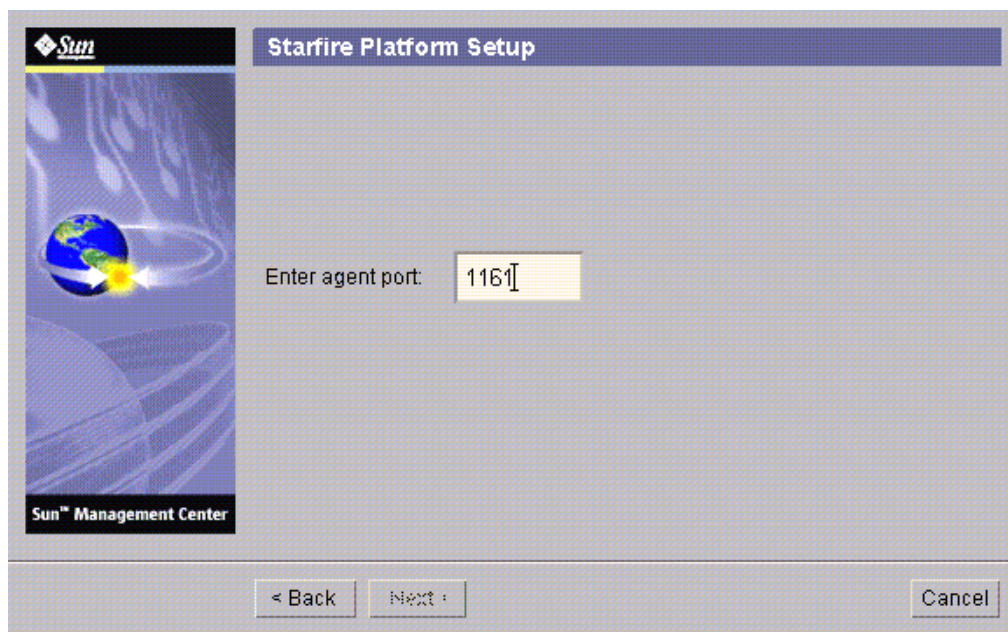 Sun
Starfire Platform Setup
Enter agent port: 1161
Sun™ Management Center
< Back Next > Cancel